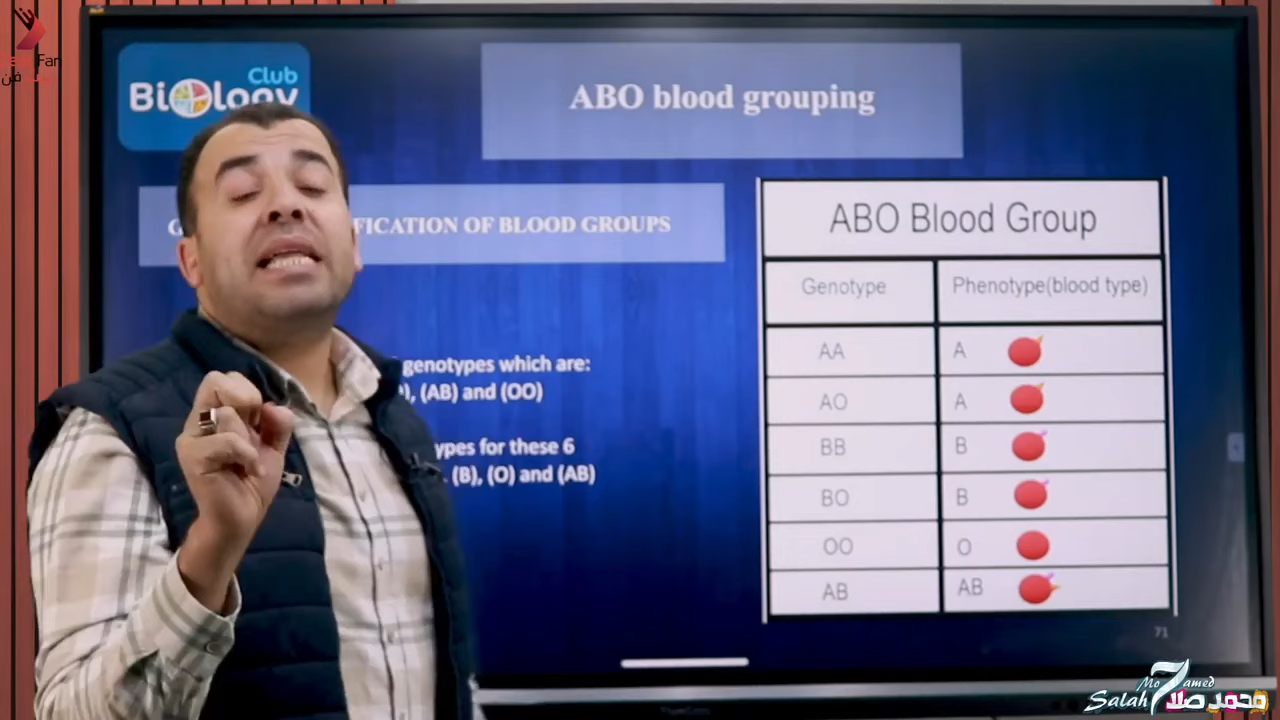 Fan
Club
Biology
ABO blood grouping
FICATION OF BLOOD GROUPS
genotypes which are:
(AB) and (OO)
for these 6
(B), (O) and (AB)
ABO Blood Group
Genotype Phenotype(blood type)
AA A
AO A
BB B
BO B
OO O
AB AB
71
Mo7amed
Salah محمد صلاح